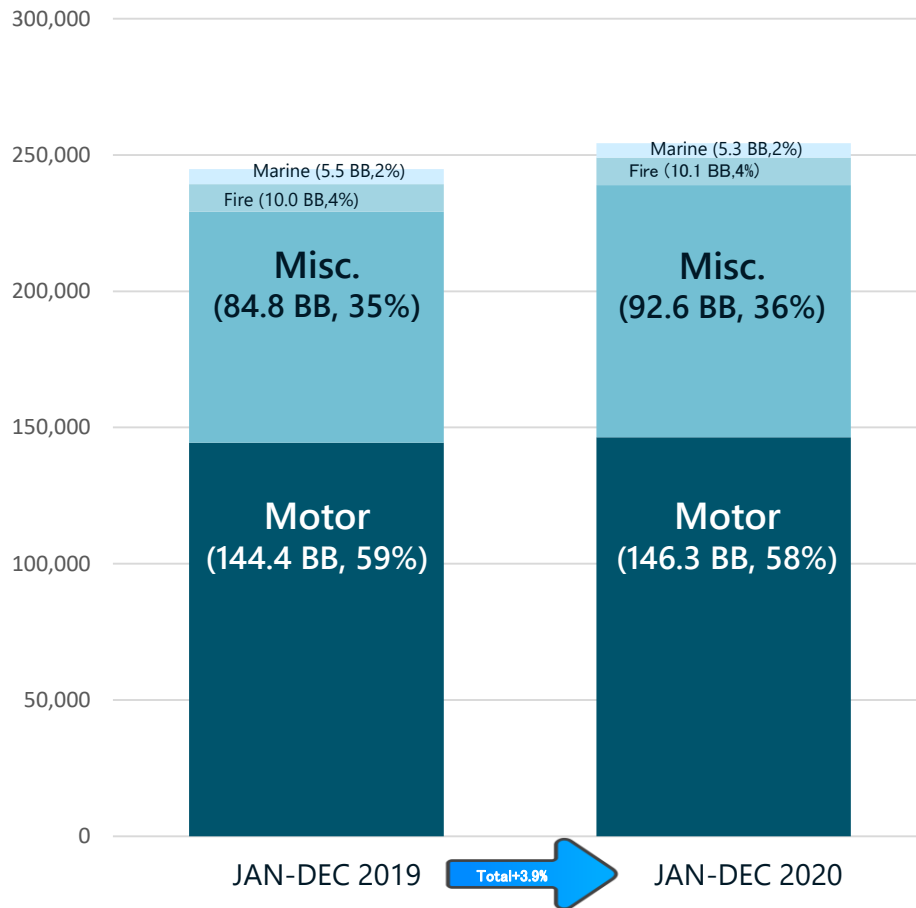 300,000
250,000
200,000
150,000
100,000
50,000
0
Marine (5.5 BB,2%)
Fire (10.0 BB,4%)
Misc.
(84.8 BB, 35%)
Motor
(144.4 BB, 59%)
Marine (5.3 BB,2%)
Fire (10.1 BB,4%)
Misc.
(92.6 BB, 36%)
Motor
(146.3 BB, 58%)
JAN-DEC 2019
Total+3.9%
JAN-DEC 2020